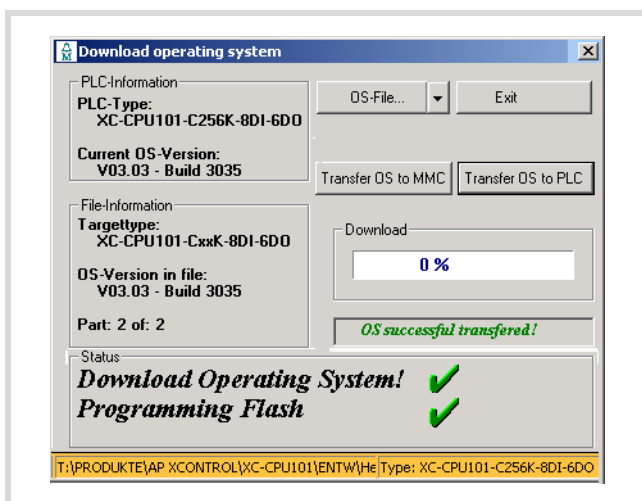 Download operating system
PLC-Information
PLC-Type:
XC-CPU101-C256K-8DI-6DO
Current OS-Version:
V03.03 - Build 3035
OS-File...
Exit
Transfer OS to MMC
Transfer OS to PLC
File-Information
Targettype:
XC-CPU101-CxxK-8DI-6DO
OS-Version in file:
V03.03 - Build 3035
Part: 2 of: 2
Download
0 %
OS successful transfered!
Status
Download Operating System!
Programming Flash
T:\PRODUKTE\AP XCONTROL\XC-CPU101\ENTW\He
Type: XC-CPU101-C256K-8DI-6DO